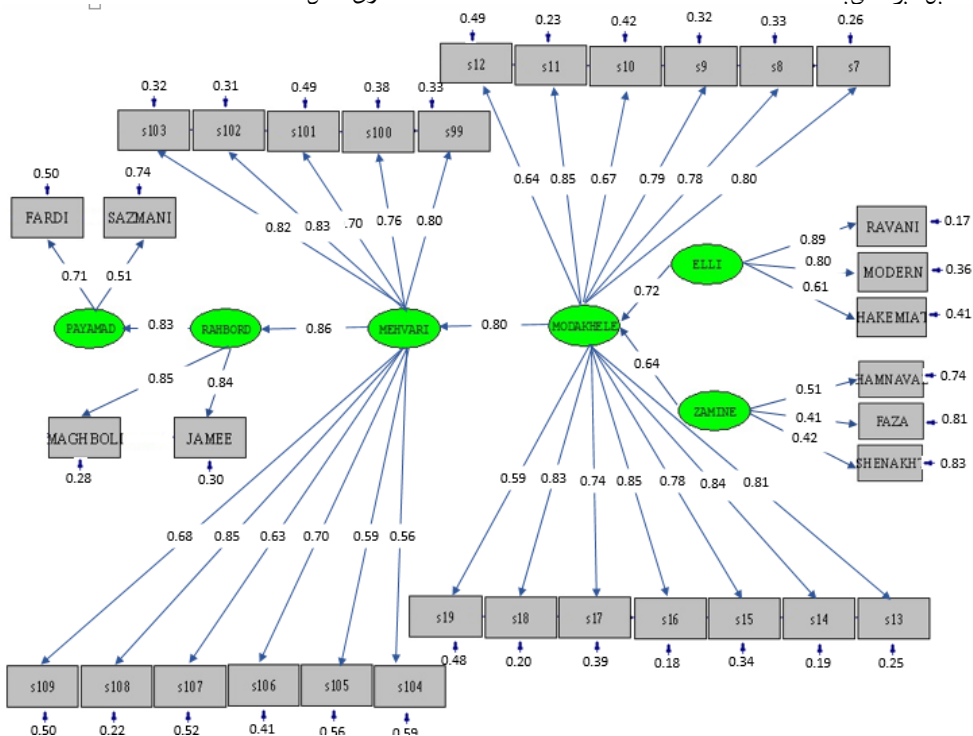 0.49 0.23 0.42 0.32 0.33 0.26
s12 s11 s10 s9 s8 s7
0.32 0.31 0.49 0.38 0.33
s103 s102 s101 s100 s99
0.64 0.85 0.67 0.79 0.78 0.80
0.50 0.74
FARDI SAZMANI
0.82 0.83 .70 0.76 0.80
0.71 0.51
RAVANI 0.17
0.89
ELLI 0.80 MODERN 0.36
0.72 0.61
HAKEMIAT 0.41
PAYAMAD 0.83 RAHBORD 0.86 MEHVARI 0.80 MODAKHELE
0.64
0.85 0.84
HAMNAVAL 0.74
0.51
ZAMINE 0.41 FAZA 0.81
0.42
SHENAKHT 0.83
MAGHBOLI JAMEE
0.28 0.30
0.59 0.83 0.74 0.85 0.78 0.84 0.81
0.68 0.85 0.63 0.70 0.59 0.56
s19 s18 s17 s16 s15 s14 s13
0.48 0.20 0.39 0.18 0.34 0.19 0.25
s109 s108 s107 s106 s105 s104
0.50 0.22 0.52 0.41 0.56 0.59